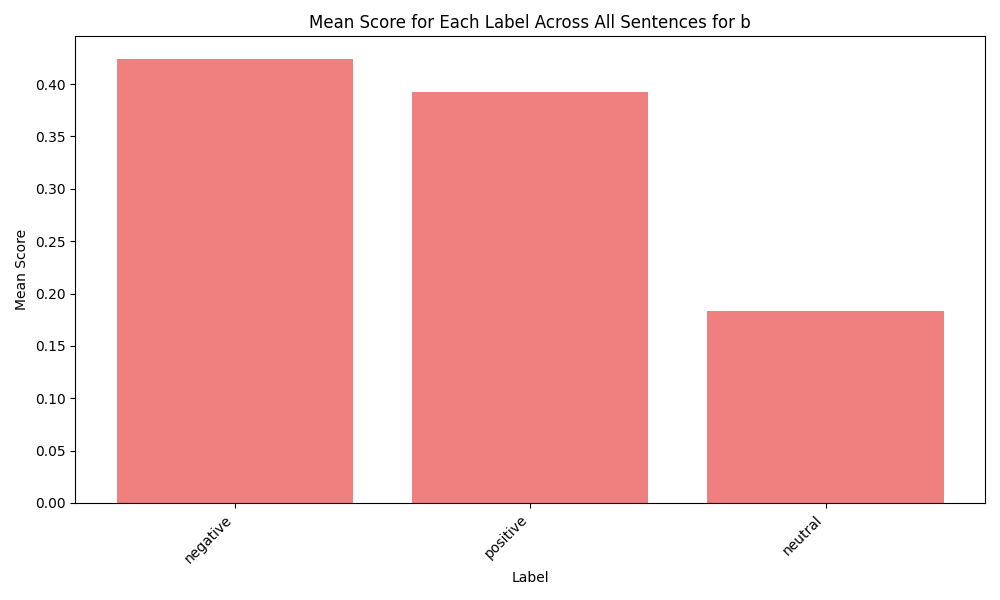 Mean Score for Each Label Across All Sentences for b
Mean Score
0.40
0.35
0.30
0.25
0.20
0.15
0.10
0.05
0.00
negative
positive
neutral
Label